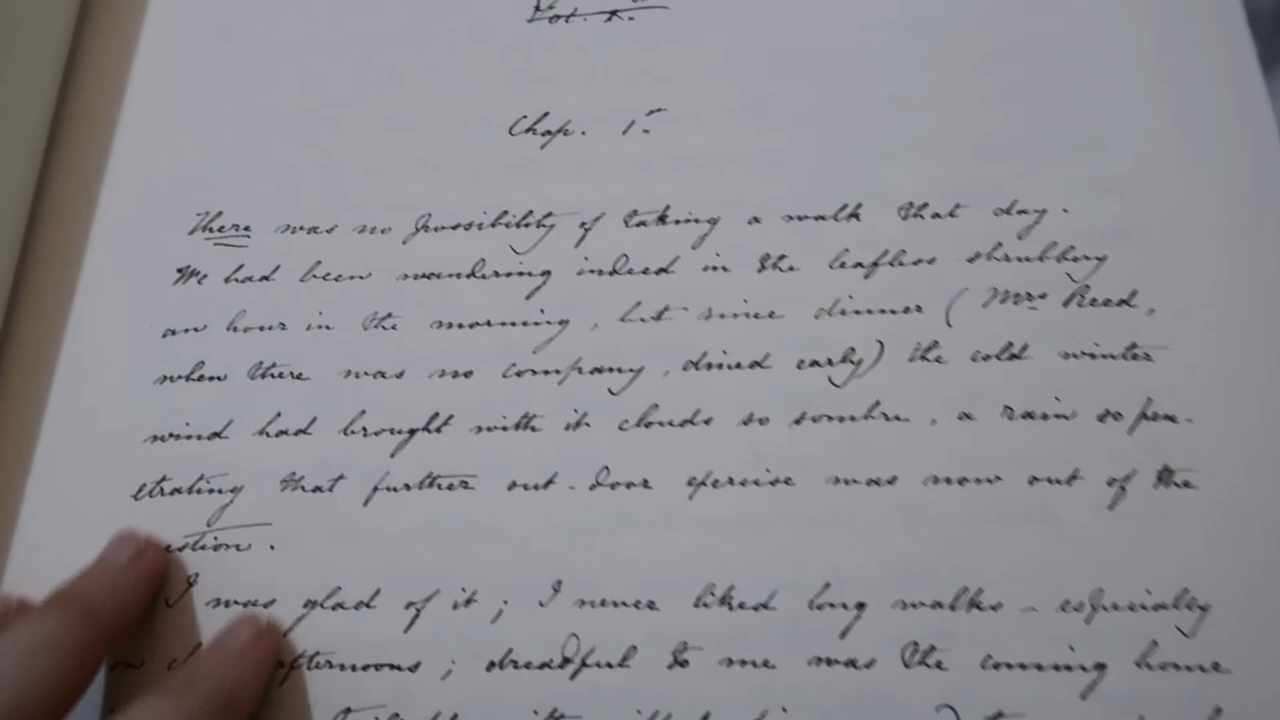 Vol. I.
Chap. 1st
There was no possibility of taking a walk that day.
We had been wandering indeed in the leafless shrubbery
an hour in the morning, but since dinner (Mrs Reed,
when there was no company, dined early) the cold winter
wind had brought with it clouds so sombre, a rain so pen-
etrating that further out-door exercise was now out of the
estion.
I was glad of it; I never liked long walks - especially
on afternoons; dreadful to me was the coming home